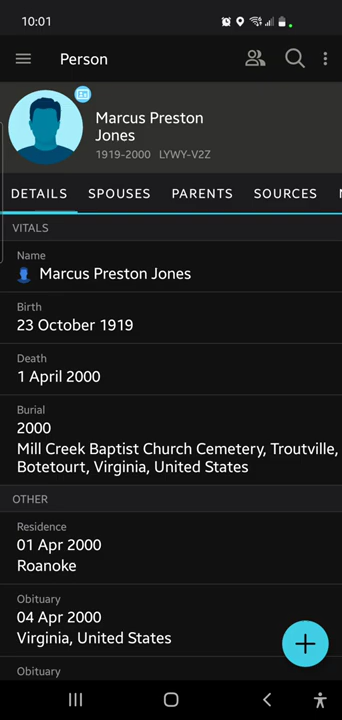 10:01
Person
Marcus Preston
Jones
1919-2000 LYWY-V2Z
DETAILS SPOUSES PARENTS SOURCES
VITALS
Name
Marcus Preston Jones
Birth
23 October 1919
Death
1 April 2000
Burial
2000
Mill Creek Baptist Church Cemetery, Troutville,
Botetourt, Virginia, United States
OTHER
Residence
01 Apr 2000
Roanoke
Obituary
04 Apr 2000
Virginia, United States
Obituary